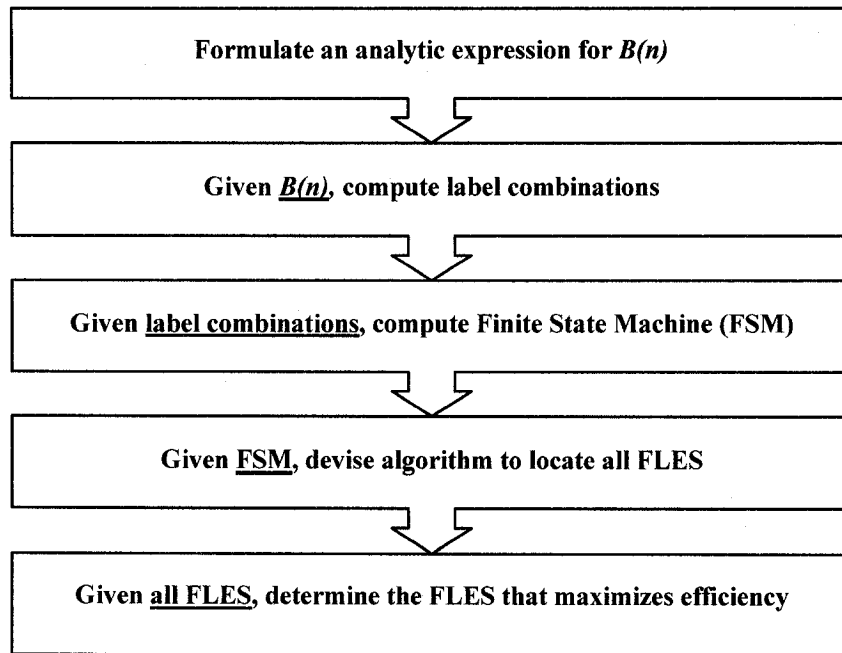 Formulate an analytic expression for B(n)
Given B(n), compute label combinations
Given label combinations, compute Finite State Machine (FSM)
Given FSM, devise algorithm to locate all FLES
Given all FLES, determine the FLES that maximizes efficiency